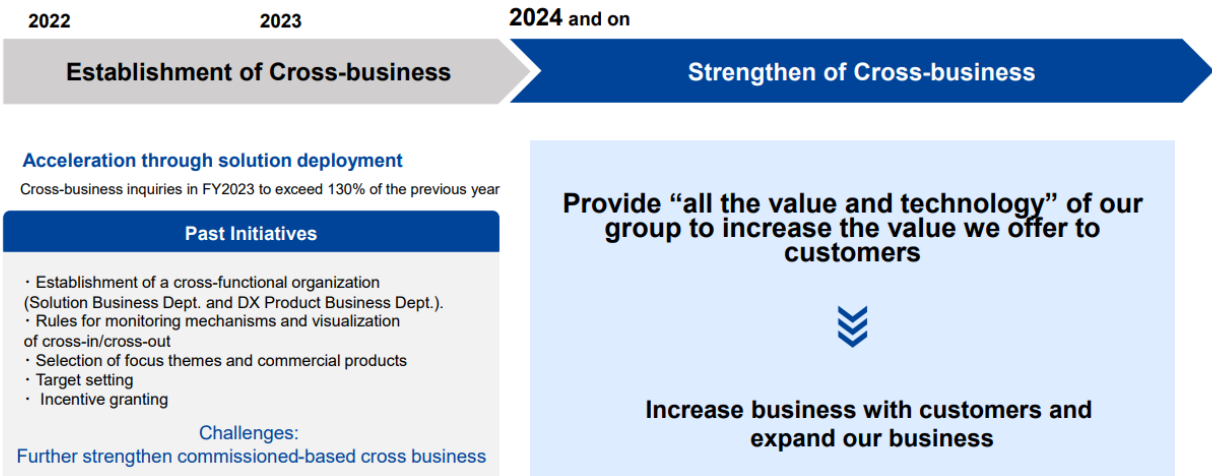 2022
2023
2024 and on
Establishment of Cross-business
Strengthen of Cross-business
Acceleration through solution deployment
Cross-business inquiries in FY2023 to exceed 130% of the previous year
Past Initiatives
・Establishment of a cross-functional organization
(Solution Business Dept. and DX Product Business Dept.).
・Rules for monitoring mechanisms and visualization
of cross-in/cross-out
・Selection of focus themes and commercial products
・Target setting
・ Incentive granting
Challenges:
Further strengthen commissioned-based cross business
Provide “all the value and technology” of our
group to increase the value we offer to
customers
Increase business with customers and
expand our business